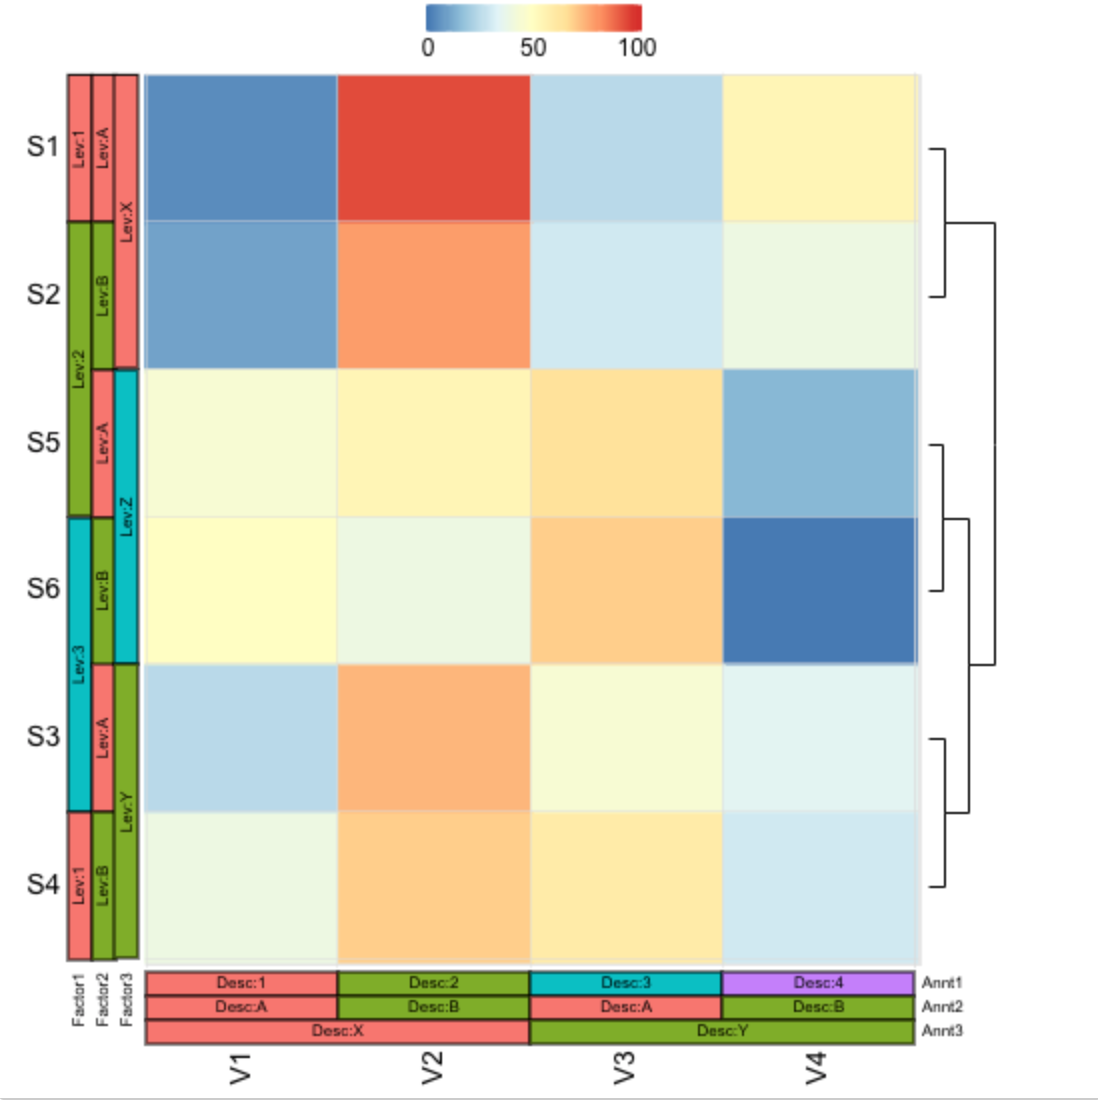 0 50 100
S1
S2
S5
S6
S3
S4
Lev:1
Lev:2
Lev:3
Lev:1
Lev:A
Lev:B
Lev:A
Lev:B
Lev:A
Lev:B
Lev:X
Lev:Z
Lev:Y
Factor1
Factor2
Factor3
Desc:1 Desc:2 Desc:3 Desc:4 Annt1
Desc:A Desc:B Desc:A Desc:B Annt2
Desc:X Desc:Y Annt3
V1 V2 V3 V4